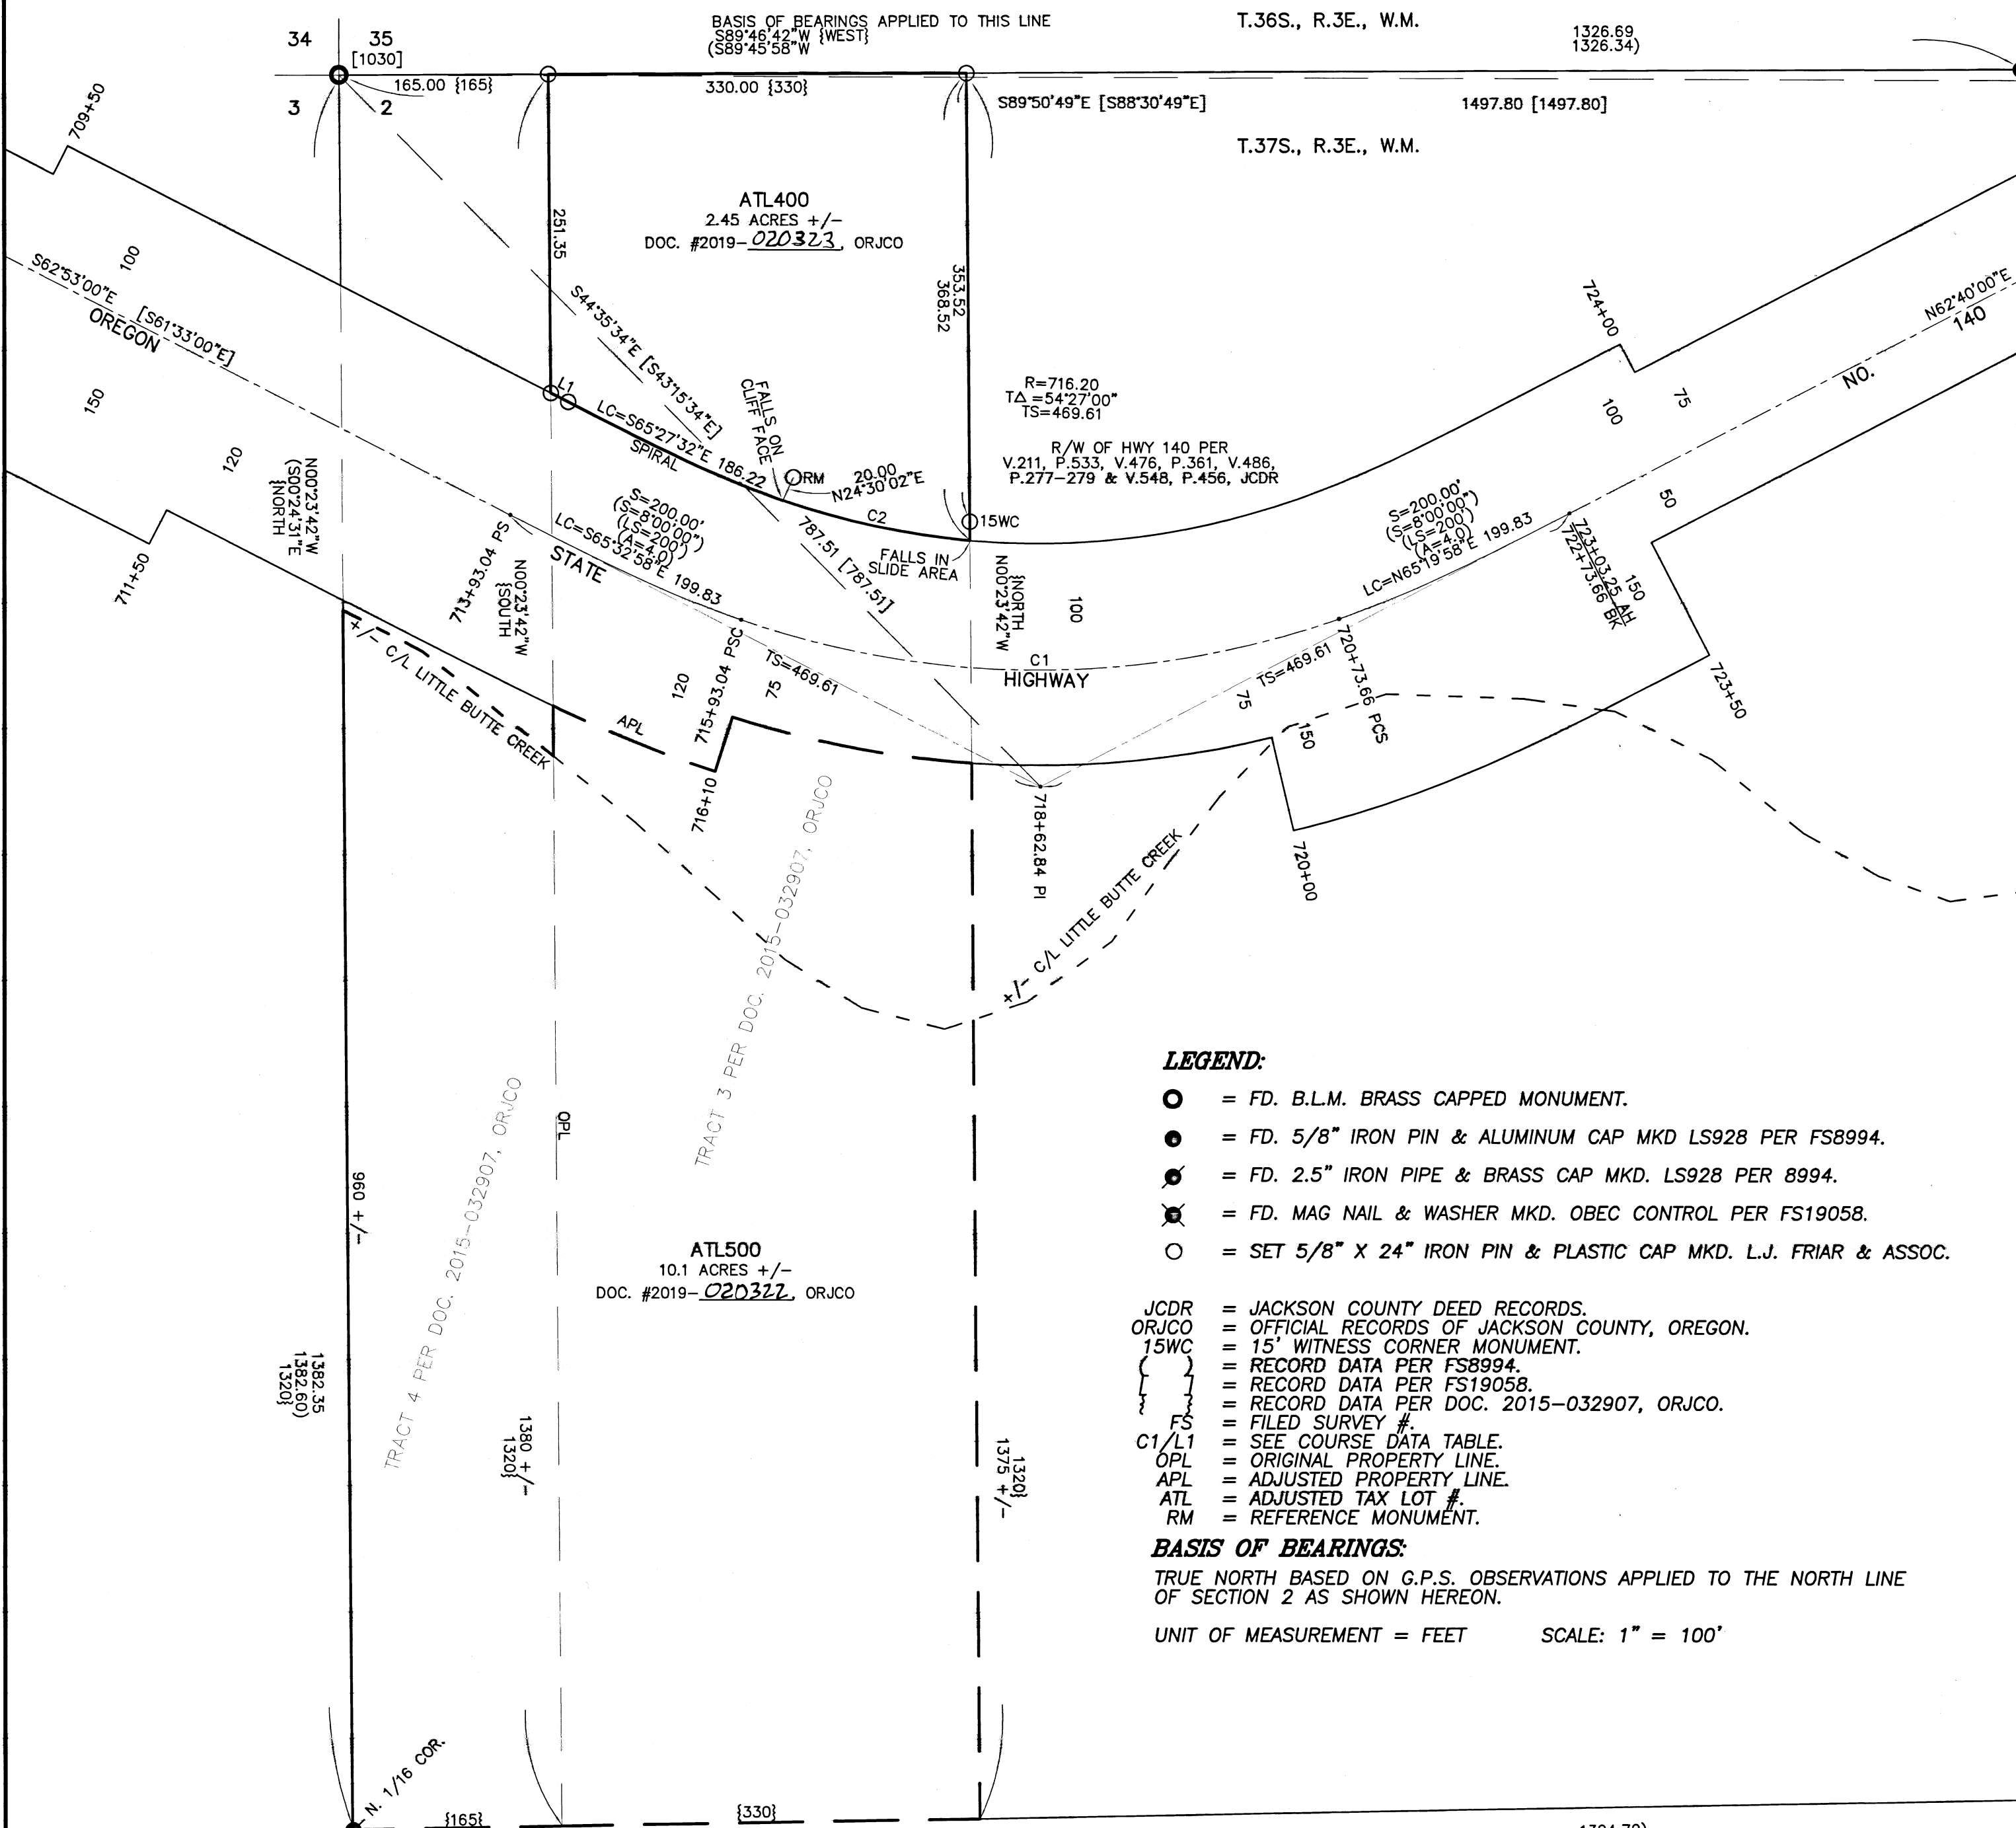 BASIS OF BEARINGS APPLIED TO THIS LINE
S89°46'42"W {WEST}
(S89°45'58"W
T.36S., R.3E., W.M.
1326.69
1326.34)
34
35
[1030]
3
2
165.00 {165}
330.00 {330}
S89°50'49"E [S88°30'49"E]
1497.80 [1497.80]
T.37S., R.3E., W.M.
709+50
ATL400
2.45 ACRES +/-
DOC. #2019- 020323, ORJCO
251.35
353.52
368.52
100
S62°53'00"E [S61°33'00"E]
OREGON
150
120
711+50
N00°23'42"W
(S00°24'31"E
{NORTH
S44°35'34"E [S43°15'34"E]
L1
LC=S65°27'32"E 186.22
SPIRAL
FALLS ON
CLIFF FACE
RM
20.00
N24°30'02"E
C2
15WC
FALLS IN
SLIDE AREA
R=716.20
T△=54°27'00"
TS=469.61
R/W OF HWY 140 PER
V.211, P.533, V.476, P.361, V.486,
P.277-279 & V.548, P.456, JCDR
724+00
N62°40'00"E
140
NO.
75
100
50
S=200.00'
(S=8°00'00")
(LS=200')
(A=4.0)
LC=S65°32'58"E 199.83
STATE
713+93.04 PS
N00°23'42"W
{SOUTH
787.51 [787.51]
{NORTH
N00°23'42"W
100
S=200.00'
(S=8°00'00")
(LS=200')
(A=4.0)
LC=N65°19'58"E 199.83
723+03.25 AH
722+73.66 BK
150
723+50
+/- C/L LITTLE BUTTE CREEK
APL
120
715+93.04 PSC
75
TS=469.61
C1
HIGHWAY
TS=469.61
75
720+73.66 PCS
150
716+10
718+62.84 PI
720+00
+/- C/L LITTLE BUTTE CREEK
TRACT 3 PER DOC. 2015-032907, ORJCO
TRACT 4 PER DOC. 2015-032907, ORJCO
OPL
960 +/-
ATL500
10.1 ACRES +/-
DOC. #2019- 020322, ORJCO
1382.35
1382.60)
1320}
1380 +/-
1320}
1320}
1375 +/-
N. 1/16 COR.
{165}
{330}
LEGEND:
= FD. B.L.M. BRASS CAPPED MONUMENT.
= FD. 5/8" IRON PIN & ALUMINUM CAP MKD LS928 PER FS8994.
= FD. 2.5" IRON PIPE & BRASS CAP MKD. LS928 PER 8994.
= FD. MAG NAIL & WASHER MKD. OBEC CONTROL PER FS19058.
= SET 5/8" X 24" IRON PIN & PLASTIC CAP MKD. L.J. FRIAR & ASSOC.
JCDR = JACKSON COUNTY DEED RECORDS.
ORJCO = OFFICIAL RECORDS OF JACKSON COUNTY, OREGON.
15WC = 15' WITNESS CORNER MONUMENT.
( ) = RECORD DATA PER FS8994.
[ ] = RECORD DATA PER FS19058.
{ } = RECORD DATA PER DOC. 2015-032907, ORJCO.
FS = FILED SURVEY #.
C1/L1 = SEE COURSE DATA TABLE.
OPL = ORIGINAL PROPERTY LINE.
APL = ADJUSTED PROPERTY LINE.
ATL = ADJUSTED TAX LOT #.
RM = REFERENCE MONUMENT.
BASIS OF BEARINGS:
TRUE NORTH BASED ON G.P.S. OBSERVATIONS APPLIED TO THE NORTH LINE
OF SECTION 2 AS SHOWN HEREON.
UNIT OF MEASUREMENT = FEET SCALE: 1" = 100'